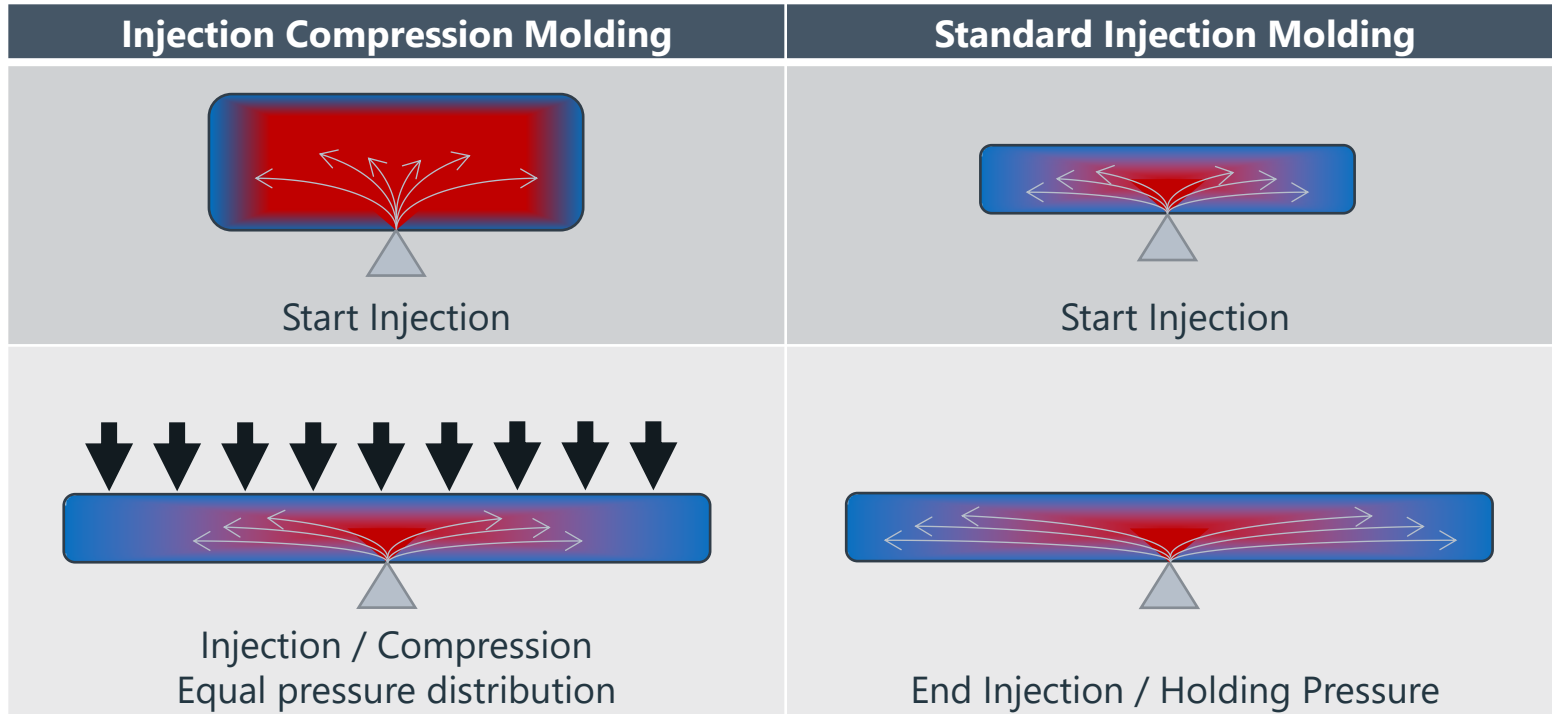 Injection Compression Molding
Standard Injection Molding
Start Injection
Start Injection
Injection / Compression
Equal pressure distribution
End Injection / Holding Pressure